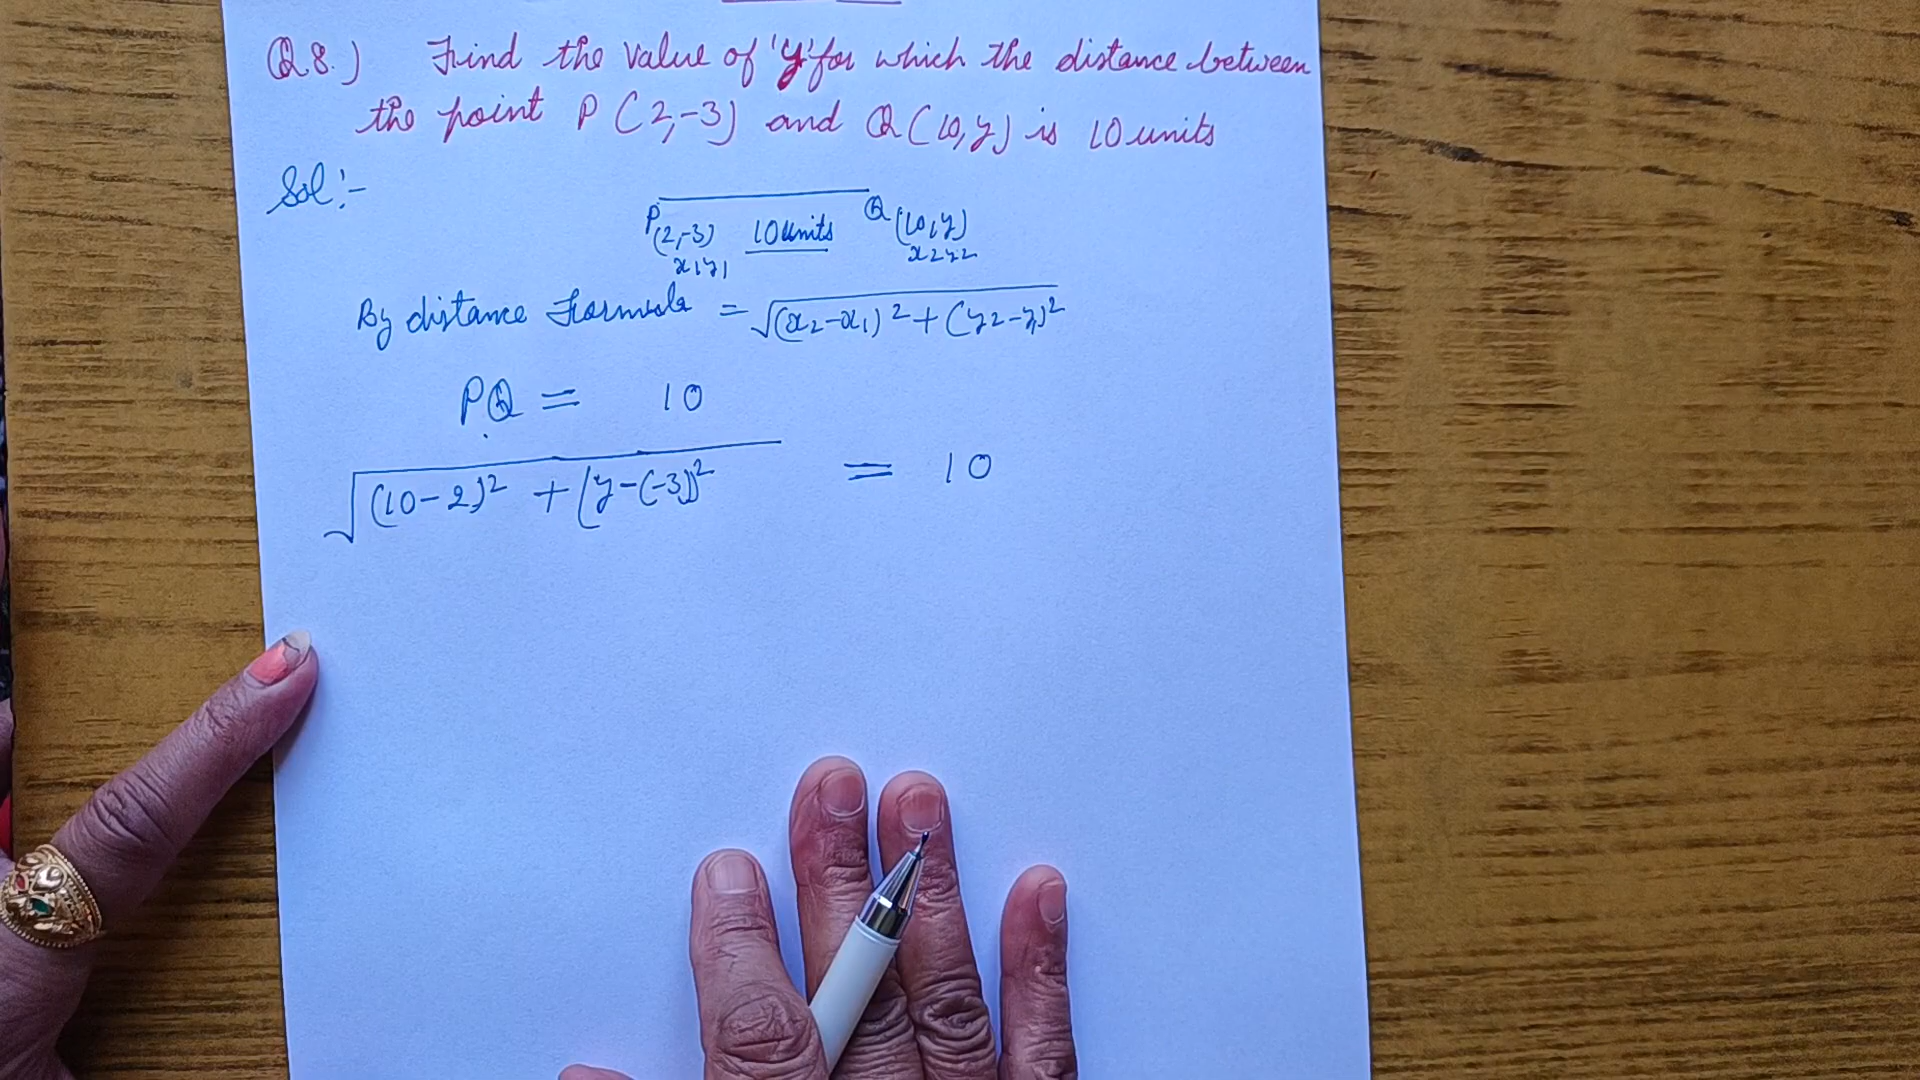 Q.8.) Find the value of 'y' for which the distance between
the point P (2,-3) and Q (10,y) is 10 units
Sol:-
P Q
(2,-3) 10 units (10,y)
x1y1 x2y2
By distance Formula = √(x2-x1)² + (y2-y1)²
PQ = 10
√(10-2)² + (y-(-3))² = 10